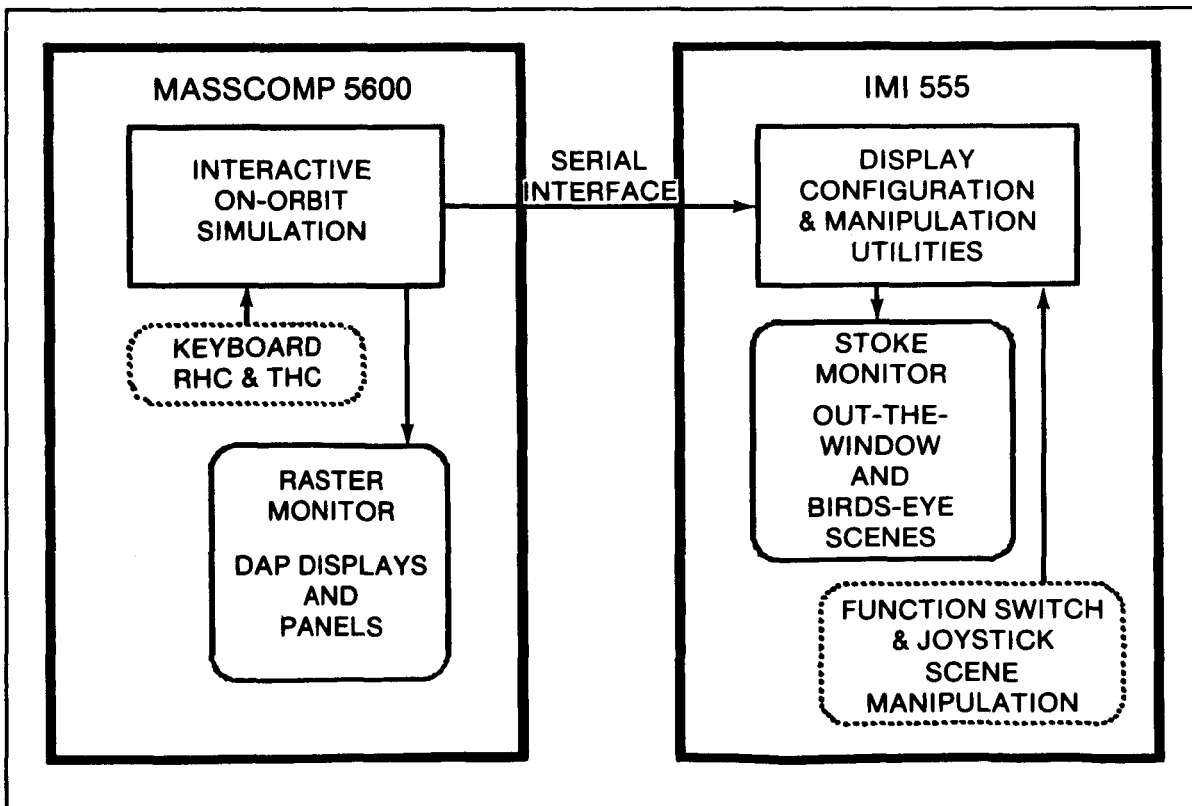 MASSCOMP 5600
INTERACTIVE
ON-ORBIT
SIMULATION
KEYBOARD
RHC & THC
RASTER
MONITOR
DAP DISPLAYS
AND
PANELS
SERIAL
INTERFACE
IMI 555
DISPLAY
CONFIGURATION
& MANIPULATION
UTILITIES
STOKE
MONITOR
OUT-THE-
WINDOW
AND
BIRDS-EYE
SCENES
FUNCTION SWITCH
& JOYSTICK
SCENE
MANIPULATION